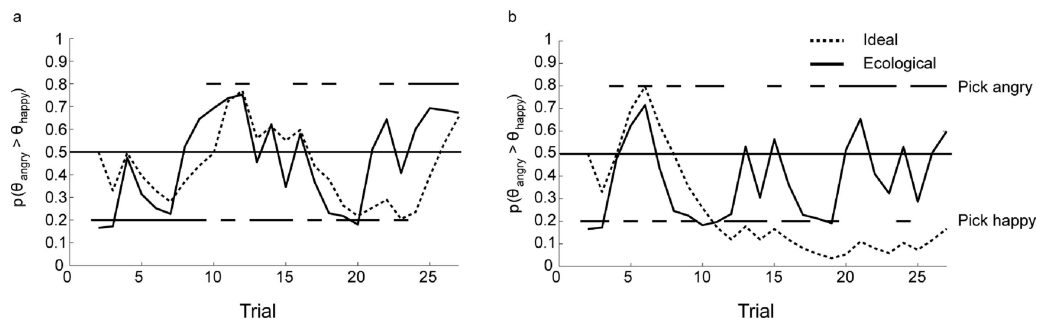 a
p(θangry > θhappy)
1
0.9
0.8
0.7
0.6
0.5
0.4
0.3
0.2
0.1
0
0 5 10 15 20 25
Trial
b
p(θangry > θhappy)
1
0.9
0.8
0.7
0.6
0.5
0.4
0.3
0.2
0.1
0
0 5 10 15 20 25
Trial
Ideal
Ecological
Pick angry
Pick happy